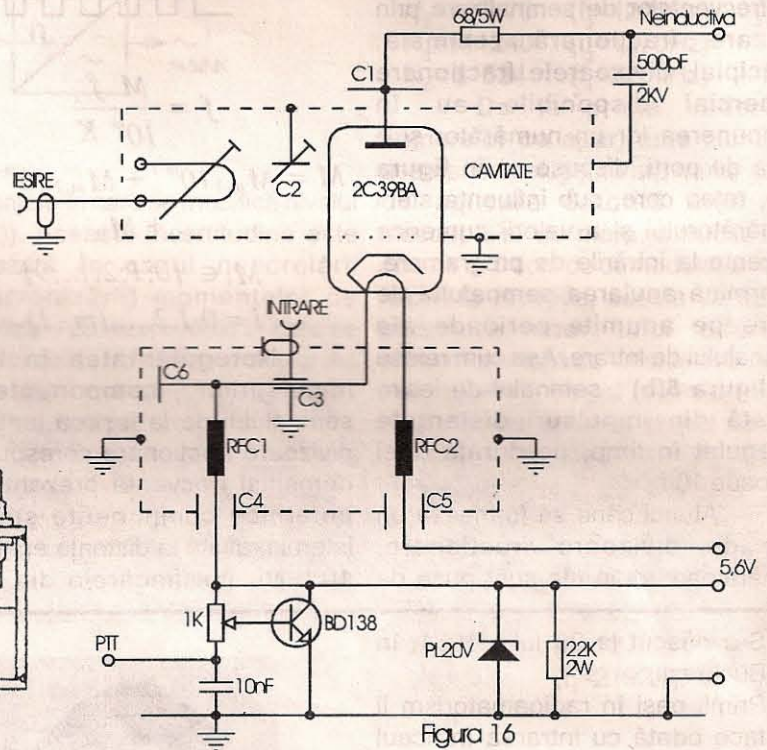 68/5W
Neinductiva
500pF
2KV
C1
IESIRE
C2
2C39BA
CAVITATE
INTRARE
C6
C3
RFC1
RFC2
C4
C5
5,6V
1K
BD138
PTT
10nF
PL20V
22K
2W
Figura 16